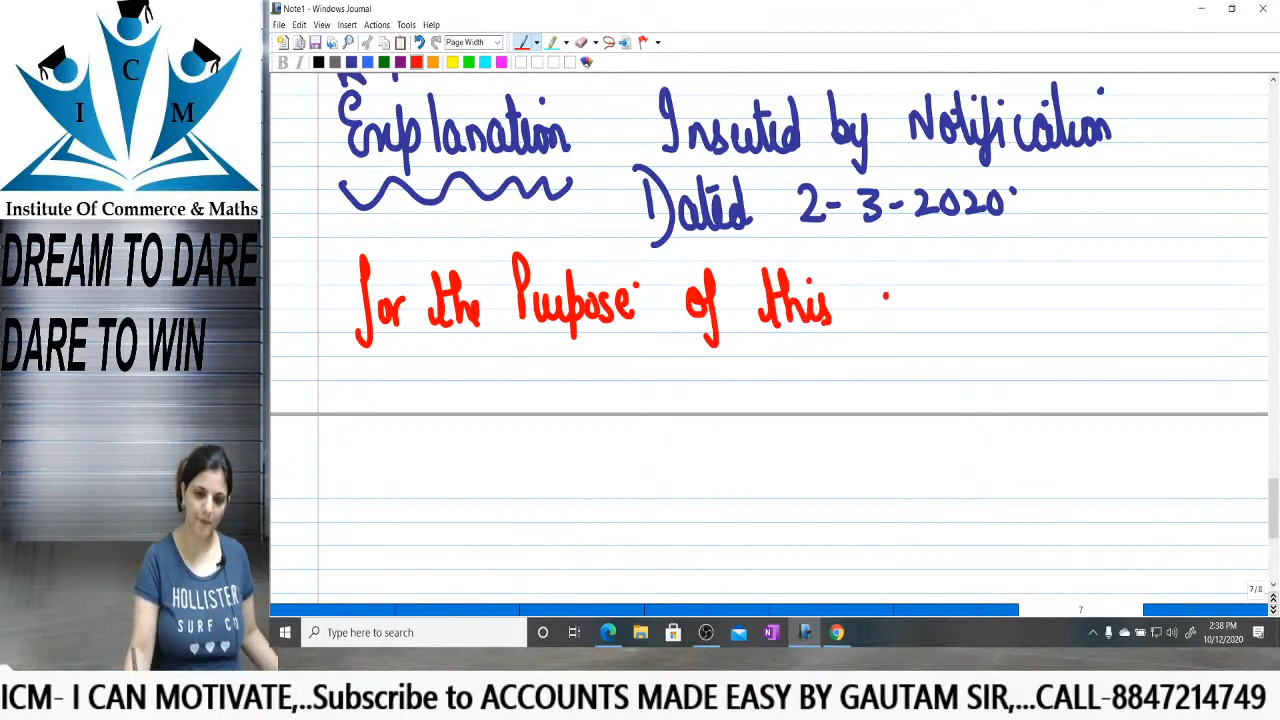 I C M
Institute Of Commerce & Maths
DREAM TO DARE
DARE TO WIN
HOLLISTER
SURF CO
Note1 - Windows Journal
File Edit View Insert Actions Tools Help
Page Width
B I
Explanation Inserted by Notification
Dated 2-3-2020
for the Purpose of this
7/8
7
Type here to search
2:38 PM
10/12/2020
ICM- I CAN MOTIVATE,..Subscribe to ACCOUNTS MADE EASY BY GAUTAM SIR,...CALL-8847214749